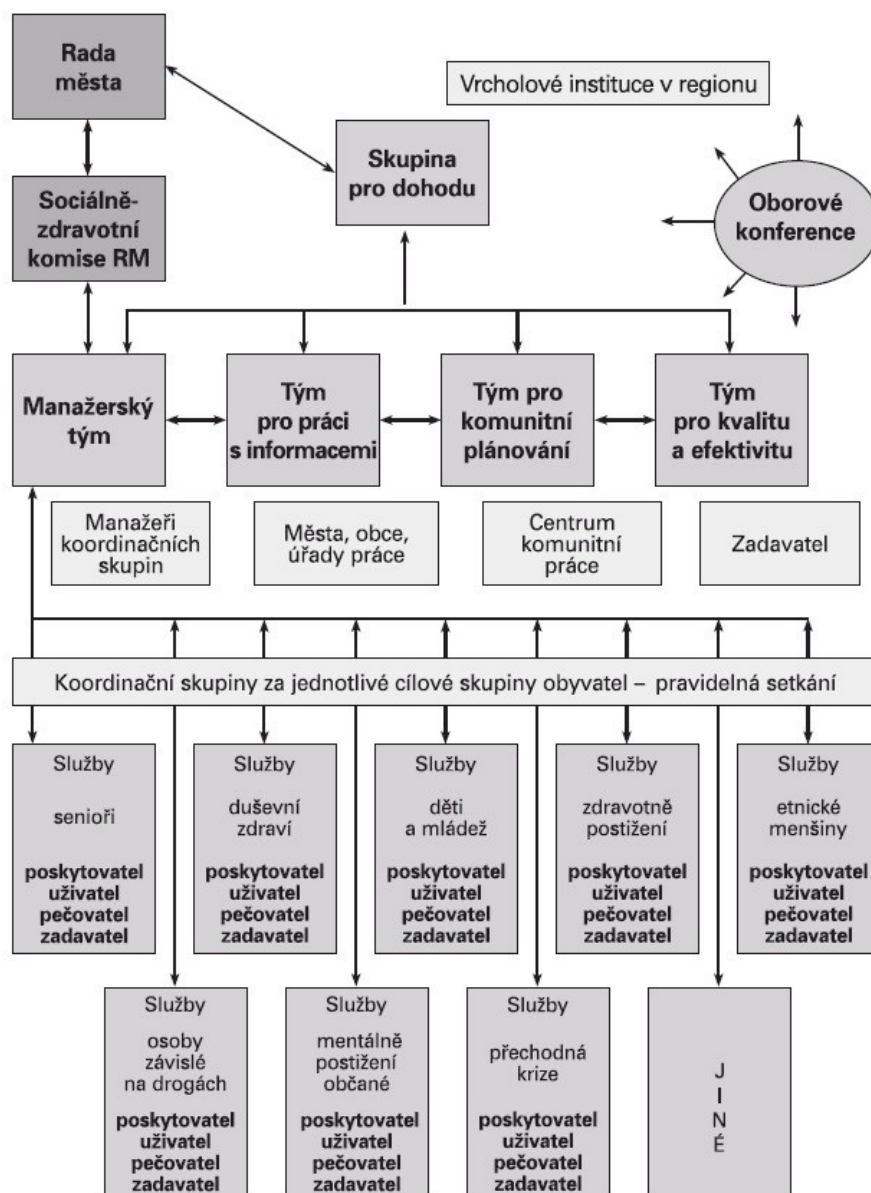 Rada
města
Vrcholové instituce v regionu
Skupina
pro dohodu
Sociálně-
zdravotní
komise RM
Oborové
konference
Manažerský
tým
Tým
pro práci
s informacemi
Tým pro
komunitní
plánování
Tým
pro kvalitu
a efektivitu
Manažeři
koordinačních
skupin
Města, obce,
úřady práce
Centrum
komunitní
práce
Zadavatel
Koordinační skupiny za jednotlivé cílové skupiny obyvatel – pravidelná setkání
Služby
senioři
poskytovatel
uživatel
pečovatel
zadavatel
Služby
duševní
zdraví
poskytovatel
uživatel
pečovatel
zadavatel
Služby
děti
a mládež
poskytovatel
uživatel
pečovatel
zadavatel
Služby
zdravotně
postižení
poskytovatel
uživatel
pečovatel
zadavatel
Služby
etnické
menšiny
poskytovatel
uživatel
pečovatel
zadavatel
Služby
osoby
závislé
na drogách
poskytovatel
uživatel
pečovatel
zadavatel
Služby
mentálně
postižení
občané
poskytovatel
uživatel
pečovatel
zadavatel
Služby
přechodná
krize
poskytovatel
uživatel
pečovatel
zadavatel
J
I
N
É